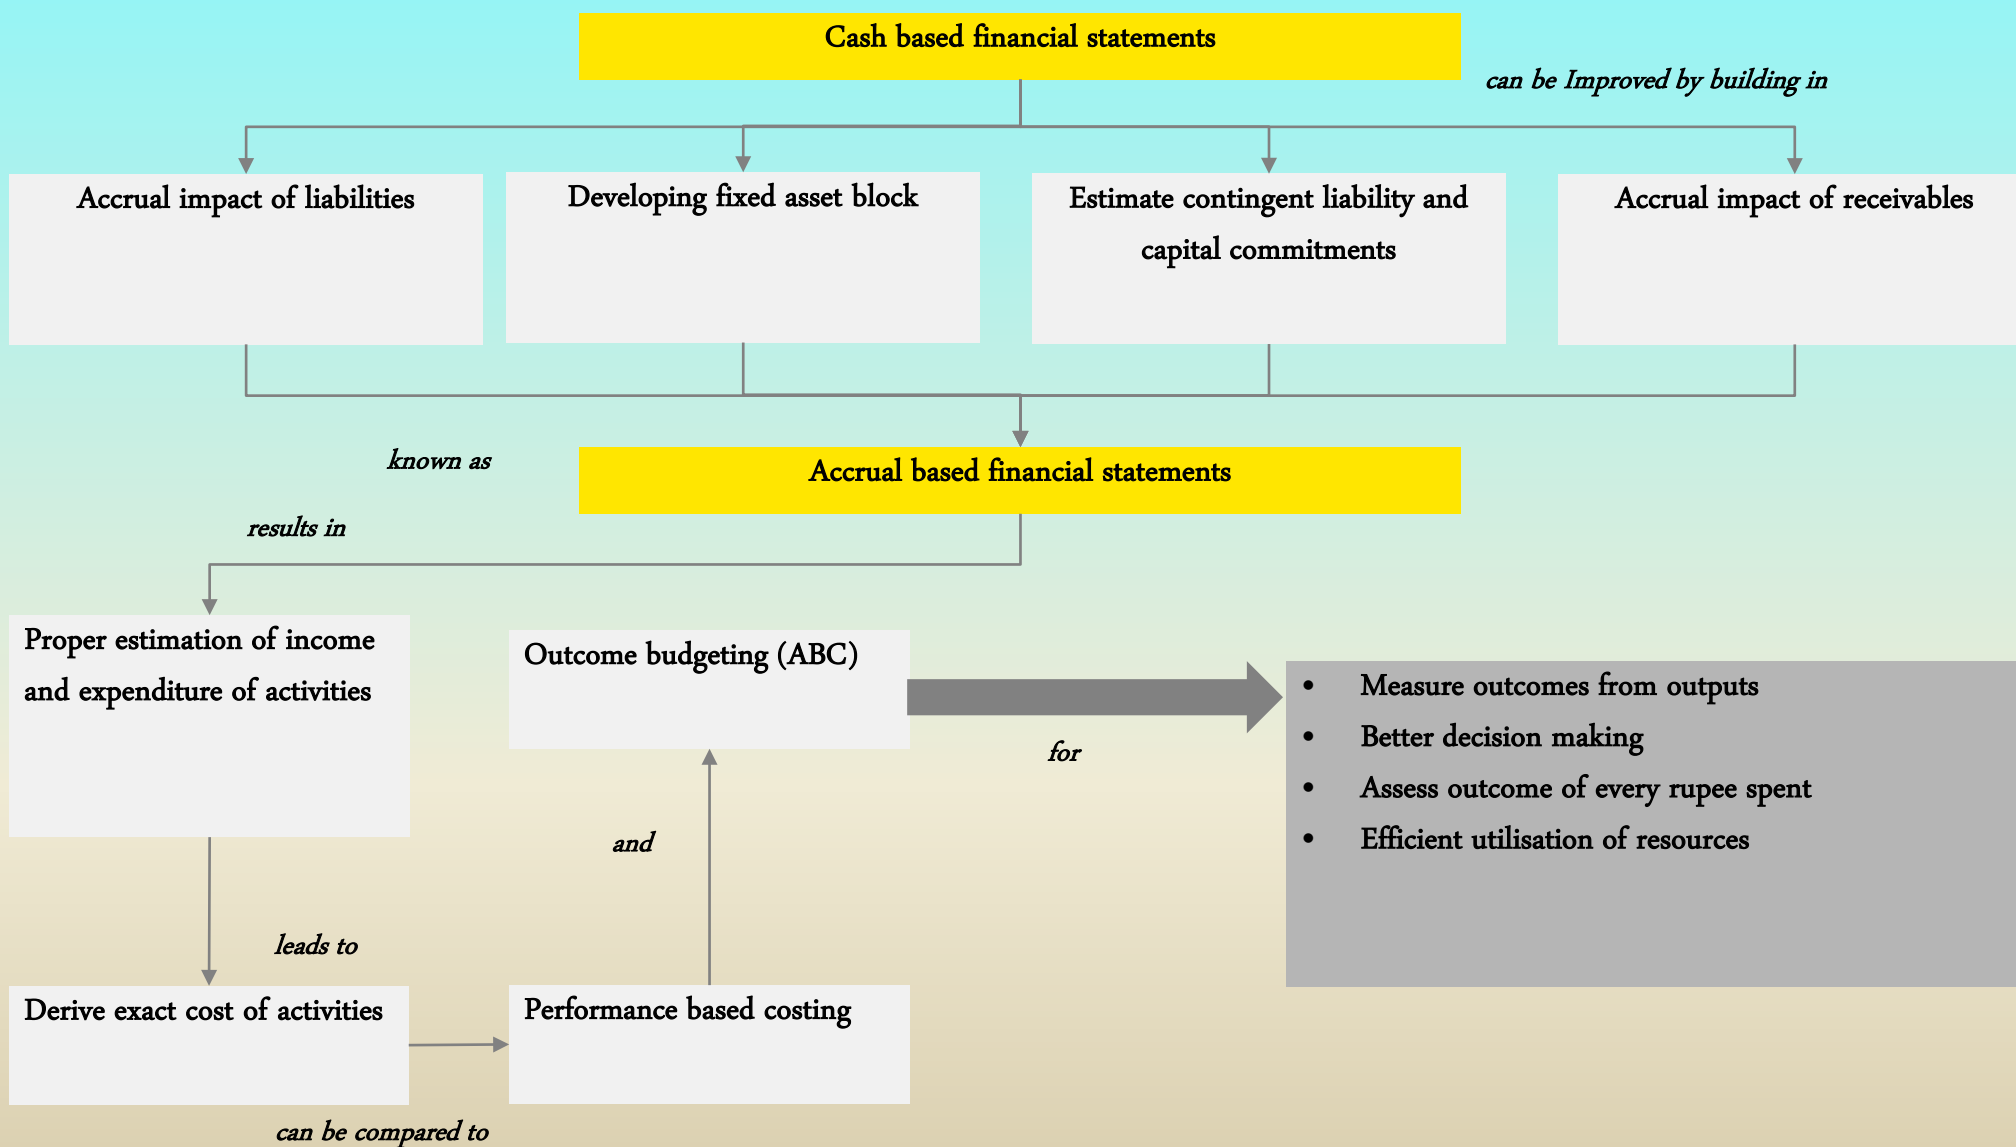 Cash based financial statements
can be Improved by building in
Accrual impact of liabilities
Developing fixed asset block
Estimate contingent liability and
capital commitments
Accrual impact of receivables
known as
Accrual based financial statements
results in
Proper estimation of income
and expenditure of activities
Outcome budgeting (ABC)
for
• Measure outcomes from outputs
• Better decision making
• Assess outcome of every rupee spent
• Efficient utilisation of resources
and
leads to
Derive exact cost of activities
Performance based costing
can be compared to